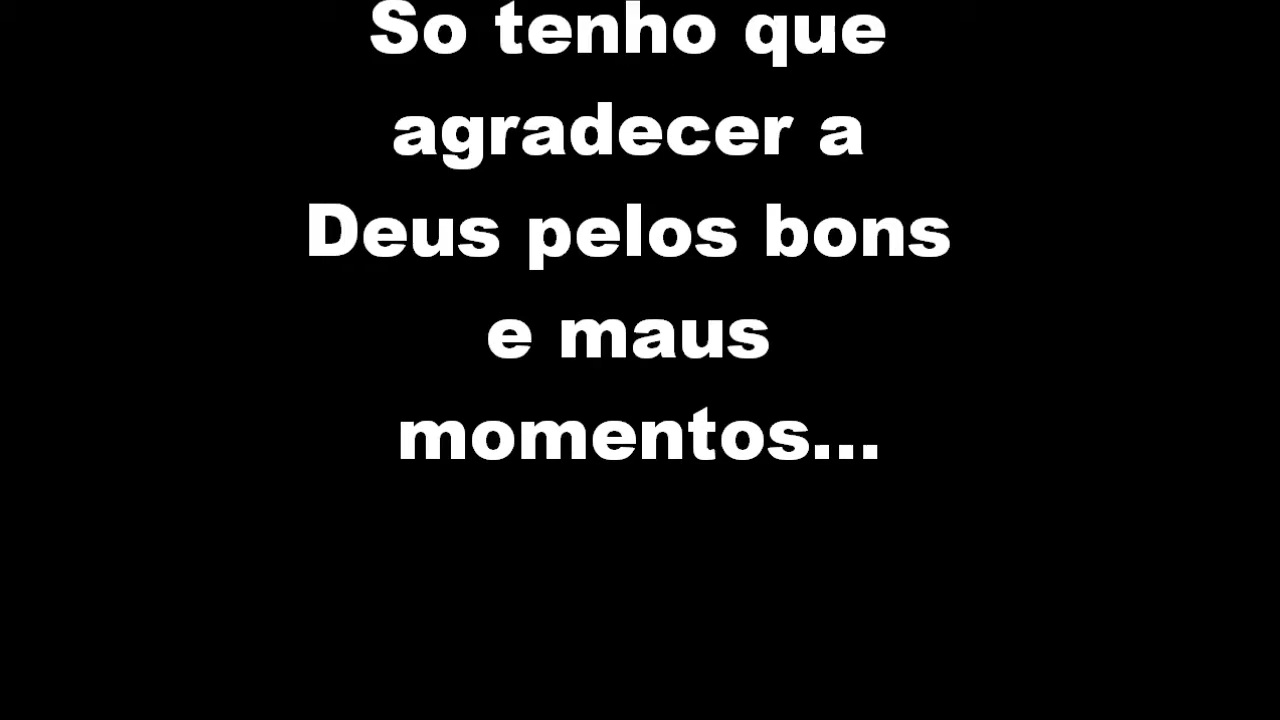 So tenho que
agradecer a
Deus pelos bons
e maus
momentos...